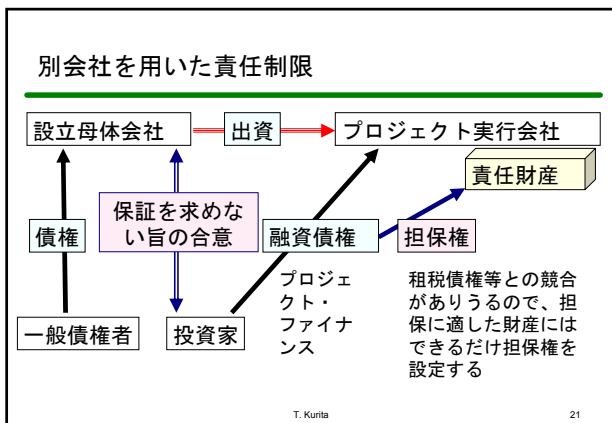 別会社を用いた責任制限
設立母体会社
出資
プロジェクト実行会社
責任財産
債権
保証を求めな
い旨の合意
融資債権
担保権
プロジェ
クト・
ファイナ
ンス
租税債権等との競合
がありうるので、担
保に適した財産には
できるだけ担保権を
設定する
一般債権者
投資家
T. Kurita
21